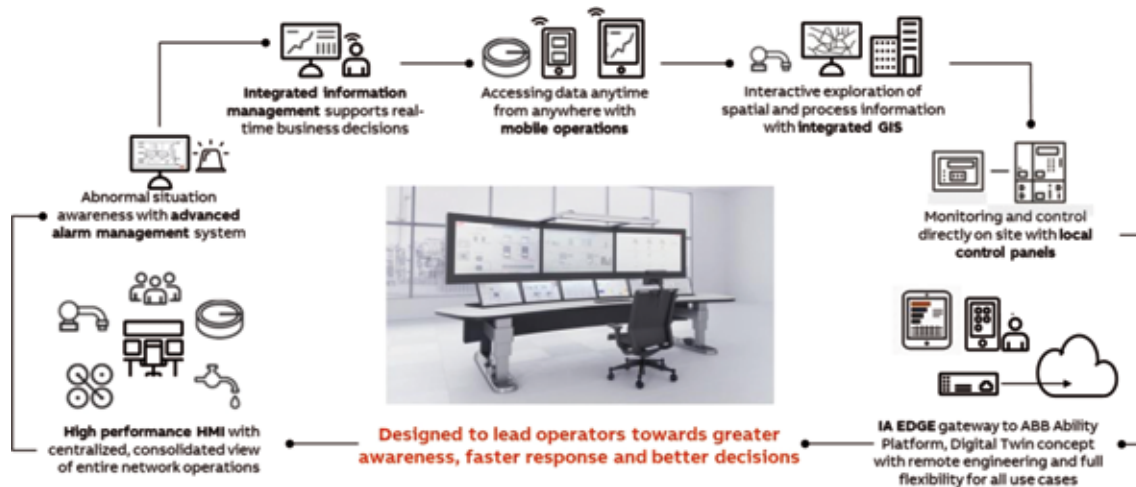 Integrated information
management supports real-
time business decisions
Accessing data anytime
from anywhere with
mobile operations
Interactive exploration of
spatial and process information
with integrated GIS
Abnormal situation
awareness with advanced
alarm management system
Monitoring and control
directly on site with local
control panels
High performance HMI with
centralized, consolidated view
of entire network operations
Designed to lead operators towards greater
awareness, faster response and better decisions
IA EDGE gateway to ABB Ability
Platform, Digital Twin concept
with remote engineering and full
flexibility for all use cases